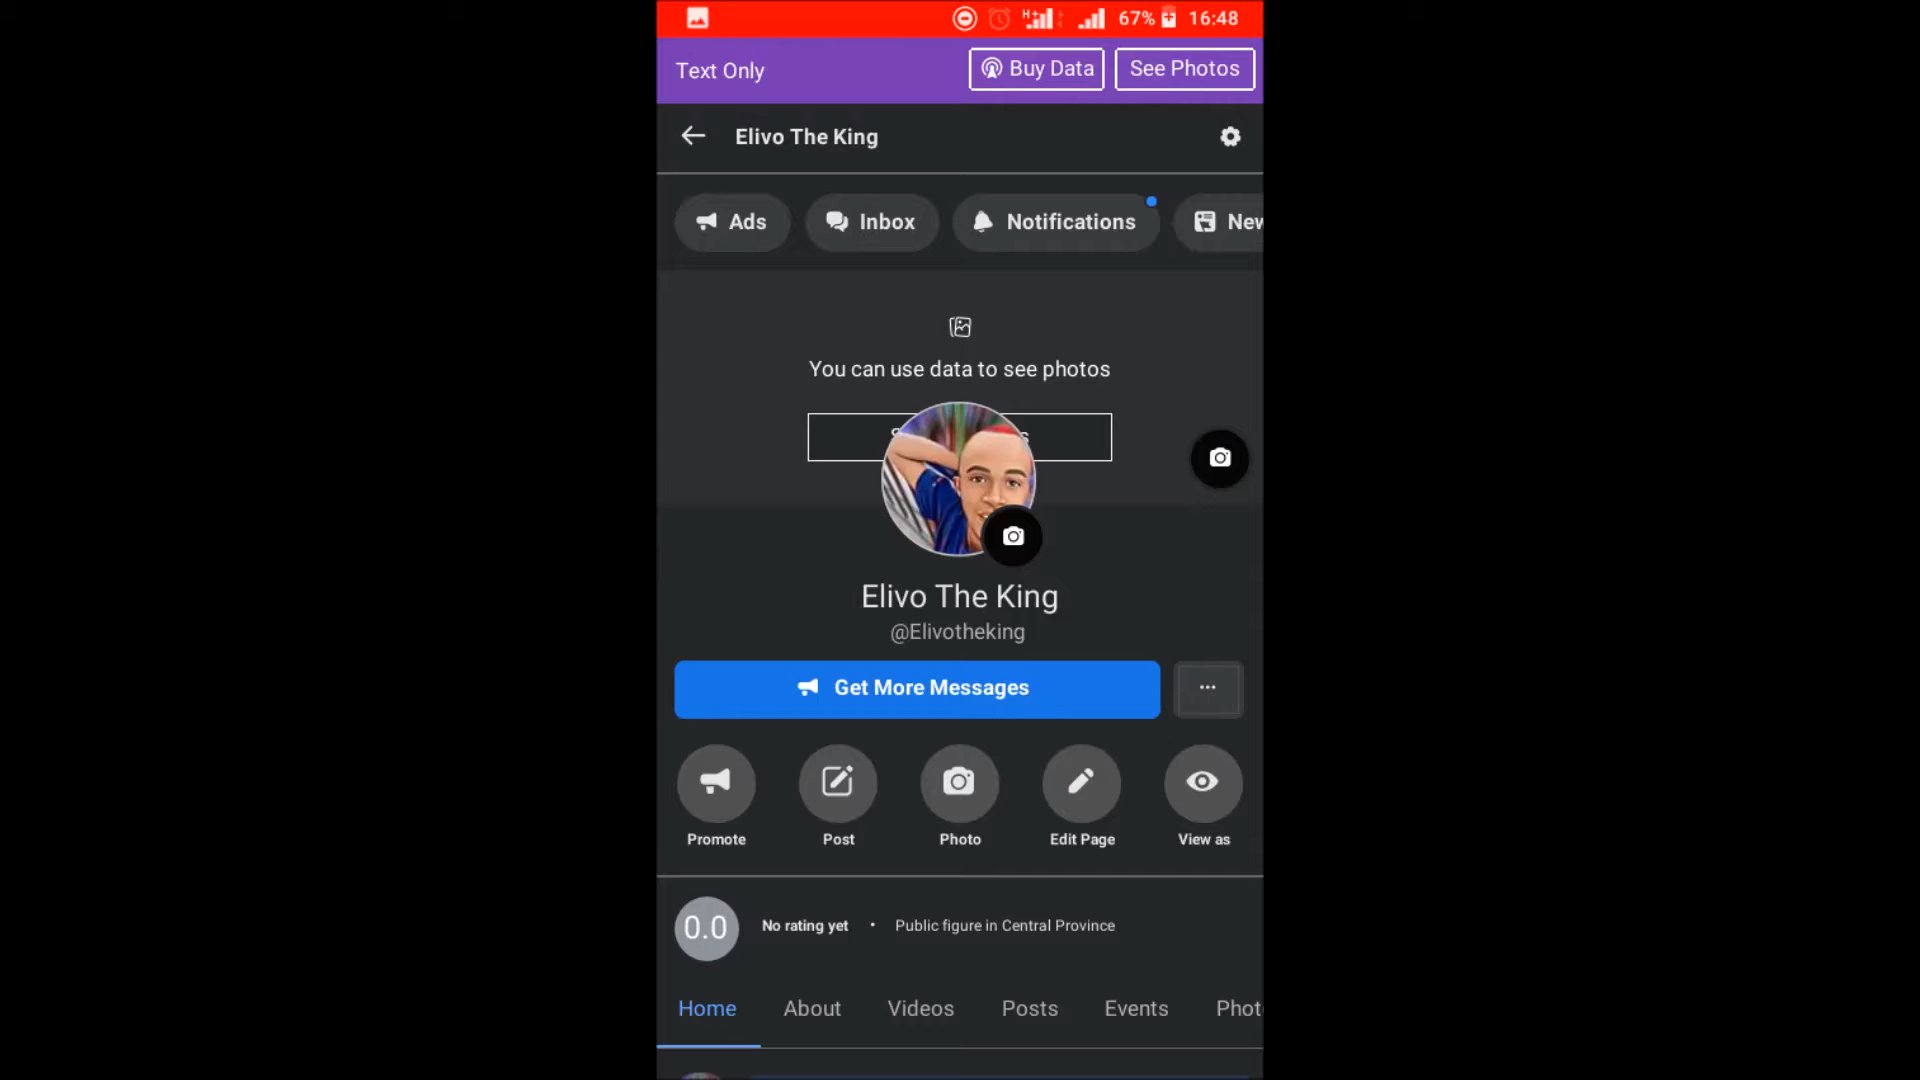 H+ 67% 16:48
Text Only Buy Data See Photos
Elivo The King
Ads Inbox Notifications New
You can use data to see photos
Elivo The King
@Elivotheking
Get More Messages
Promote Post Photo Edit Page View as
0.0 No rating yet • Public figure in Central Province
Home About Videos Posts Events Phot